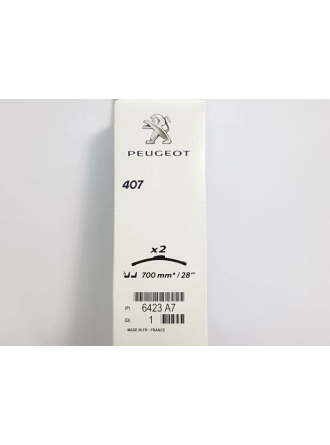 PEUGEOT
407
x2
700 mm* / 28"
(P) 6423 A7
(Q) 1
MADE IN FR - FRANCE